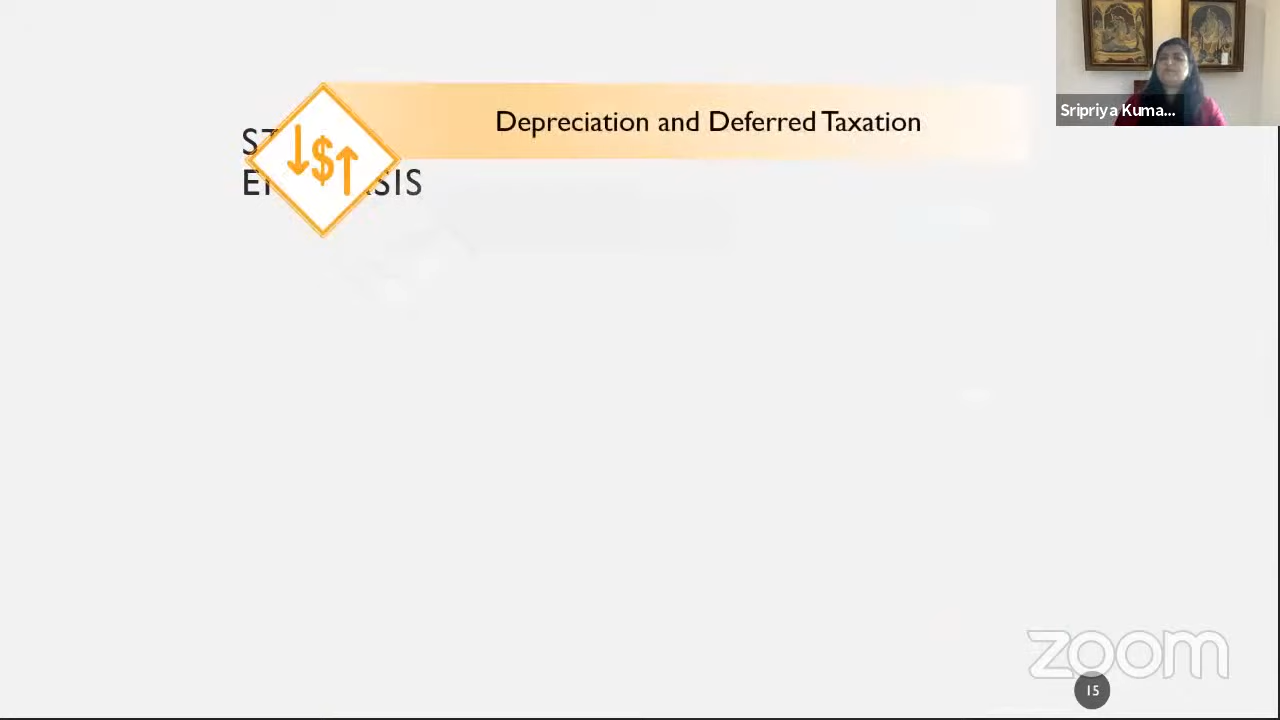 Depreciation and Deferred Taxation
$
Sripriya Kuma...
zoom
15